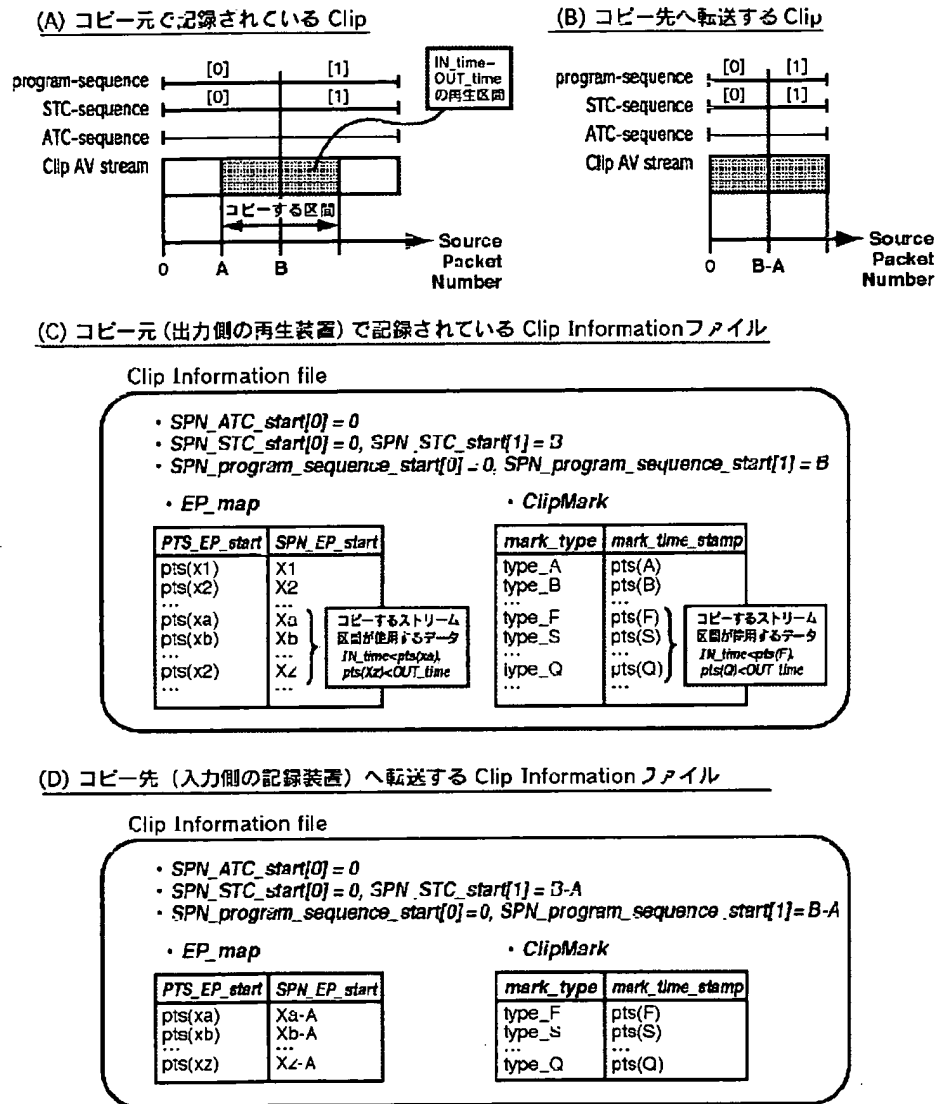 (A) コピー元で記録されている Clip
program-sequence [0] [1]
STC-sequence [0] [1]
ATC-sequence
Clip AV stream
IN_time-
OUT_time
の再生区間
コピーする区間
0 A B
Source
Packet
Number
(B) コピー先へ転送する Clip
program-sequence [0] [1]
STC-sequence [0] [1]
ATC-sequence
Clip AV stream
0 B-A
Source
Packet
Number
(C) コピー元 (出力側の再生装置) で記録されている Clip Informationファイル
Clip Information file
・SPN_ATC_start[0] = 0
・SPN_STC_start[0] = 0, SPN_STC_start[1] = B
・SPN_program_sequence_start[0] = 0, SPN_program_sequence_start[1] = B
・EP_map
PTS_EP_start SPN_EP_start
pts(x1) X1
pts(x2) X2
... ...
pts(xa) Xa
pts(xb) Xb
... ...
pts(x2) Xz
... ...
コピーするストリーム
区間が使用するデータ
IN_time<pts(xa),
pts(Xz)<OUT_time
・ClipMark
mark_type mark_time_stamp
type_A pts(A)
type_B pts(B)
... ...
type_F pts(F)
type_S pts(S)
... ...
type_Q pts(Q)
... ...
コピーするストリーム
区間が使用するデータ
IN_time<pts(F),
pts(Q)<OUT_time
(D) コピー先 (入力側の記録装置) へ転送する Clip Information ファイル
Clip Information file
・SPN_ATC_start[0] = 0
・SPN_STC_start[0] = 0, SPN_STC_start[1] = B-A
・SPN_program_sequence_start[0]=0, SPN_program_sequence_start[1]= B-A
・EP_map
PTS_EP_start SPN_EP_start
pts(xa) Xa-A
pts(xb) Xb-A
... ...
pts(xz) Xz-A
・ClipMark
mark_type mark_time_stamp
type_F pts(F)
type_S pts(S)
... ...
type_Q pts(Q)